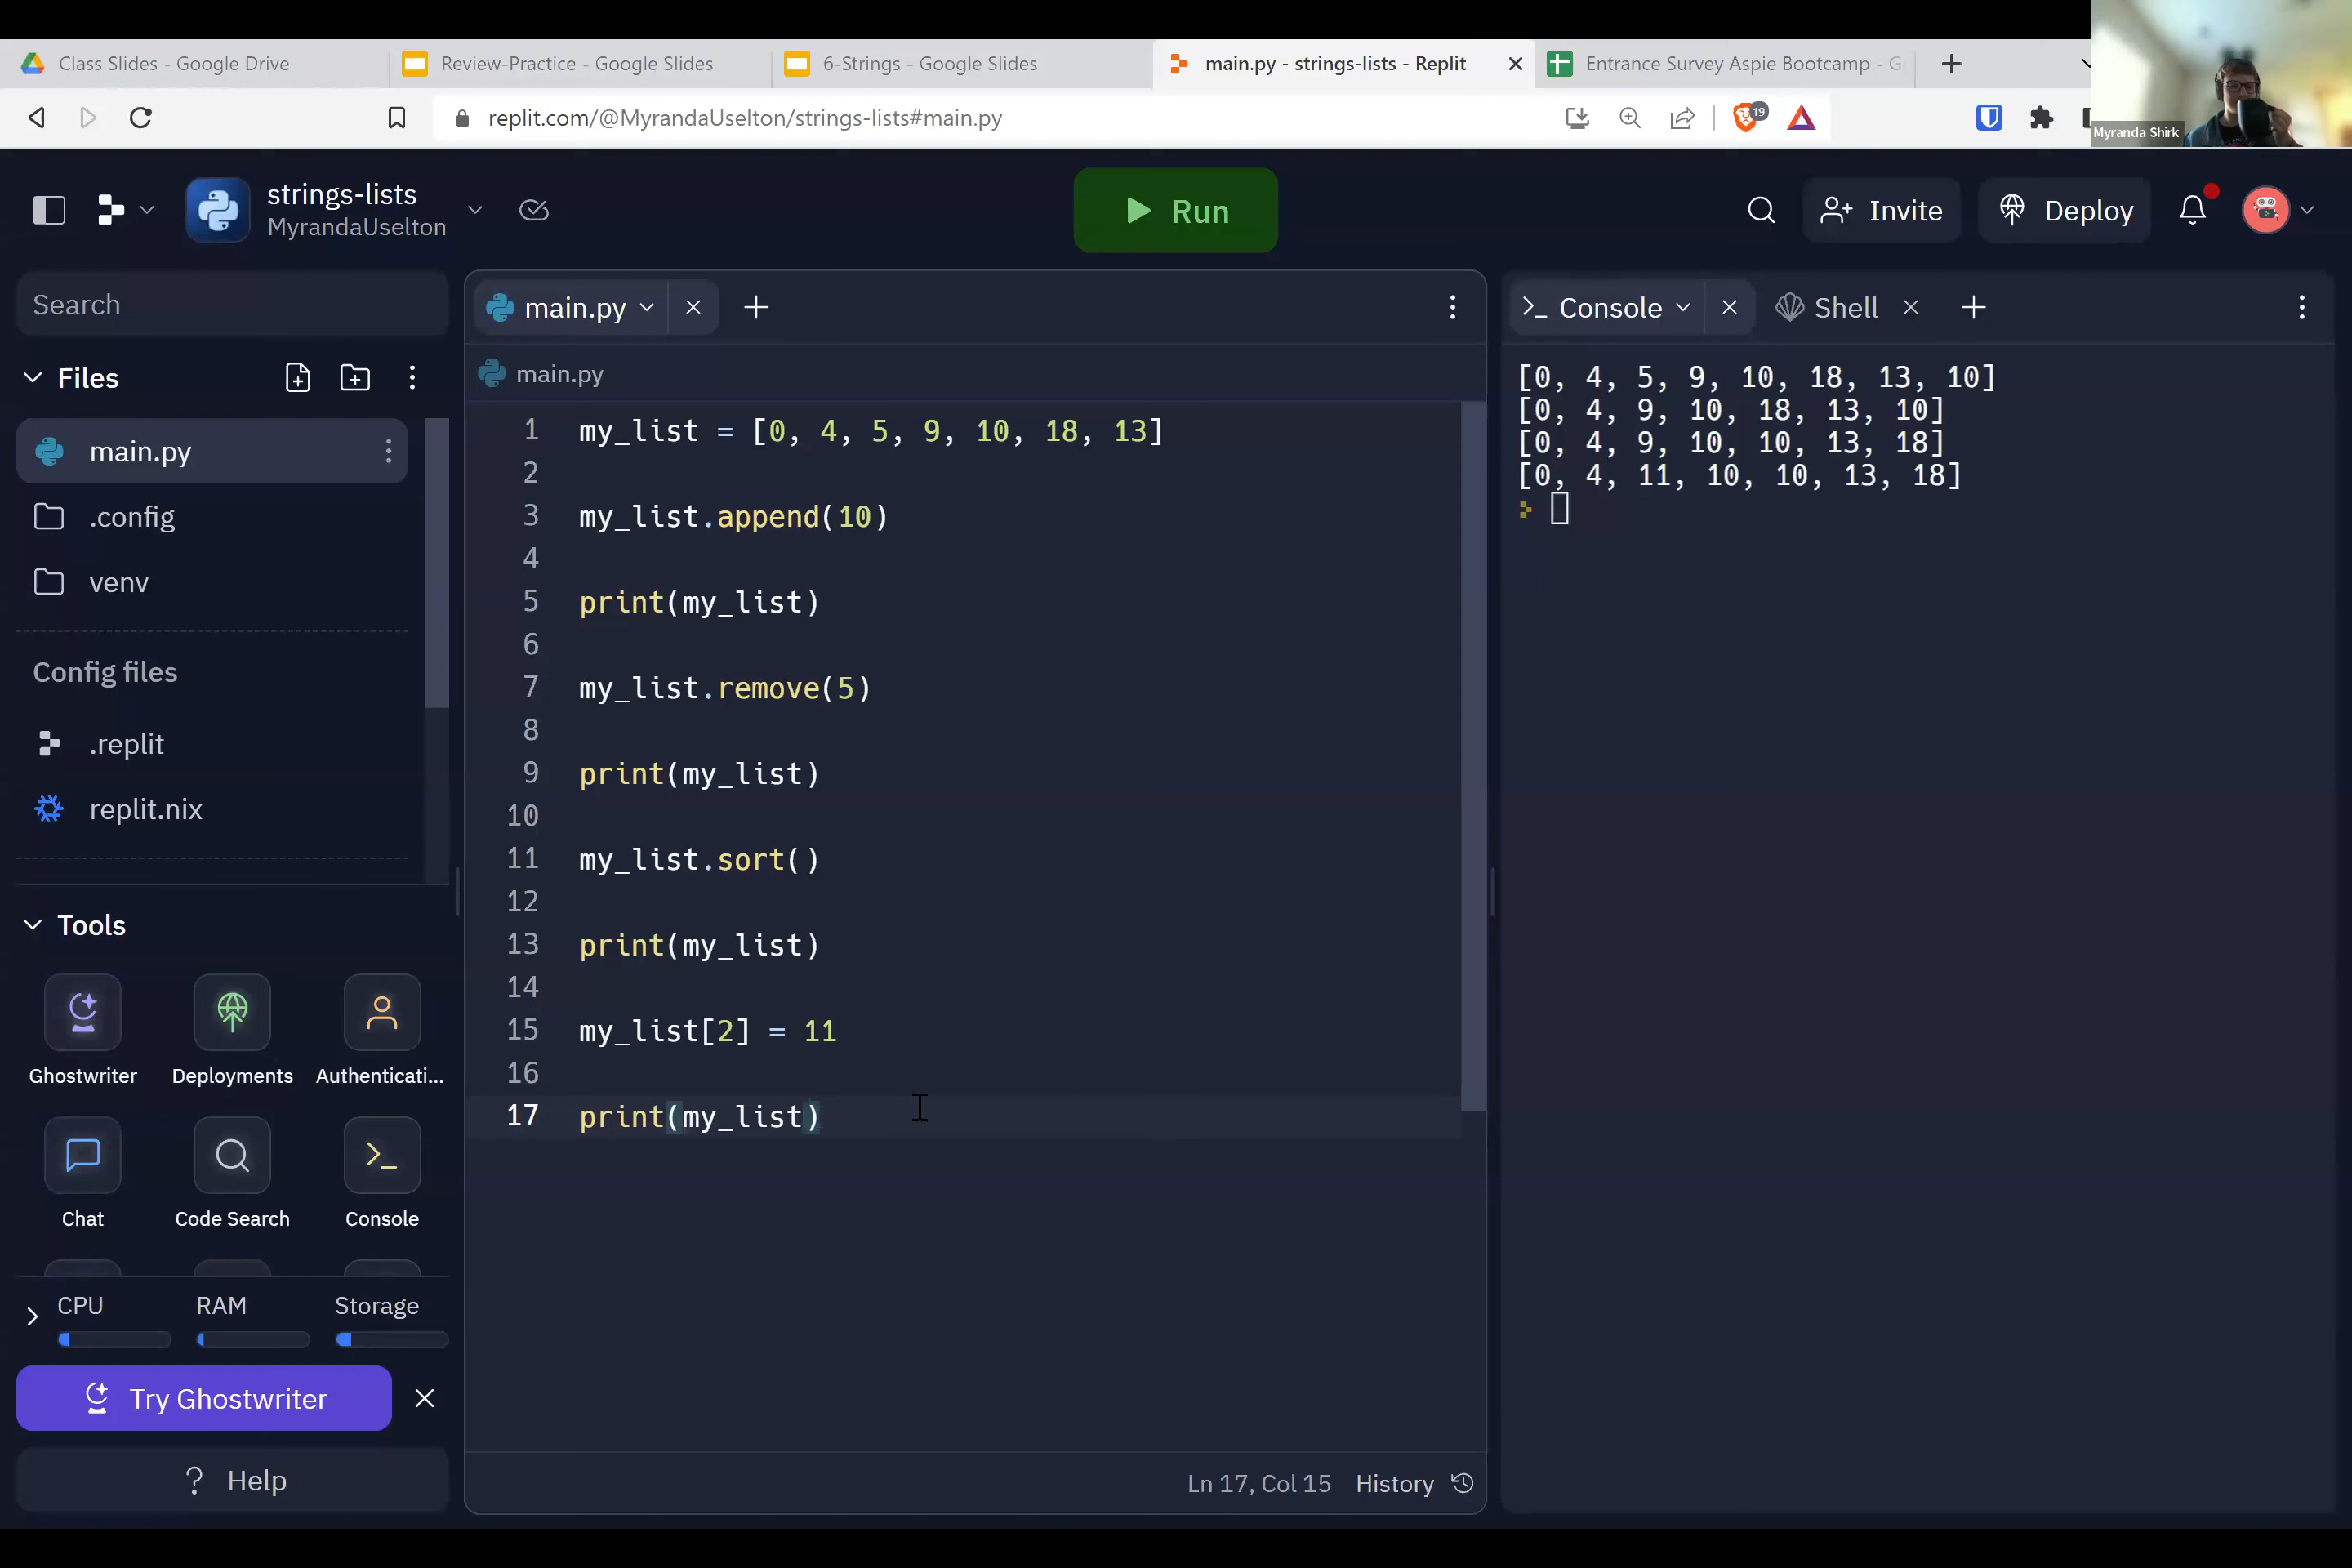 Class Slides - Google Drive
Review-Practice - Google Slides
6-Strings - Google Slides
main.py - strings-lists - Replit
Entrance Survey Aspie Bootcamp - G
replit.com/@MyrandaUselton/strings-lists#main.py
19
Myranda Shirk
strings-lists
MyrandaUselton
Run
Invite
Deploy
Search
Files
main.py
.config
venv
Config files
.replit
replit.nix
Tools
Ghostwriter
Deployments
Authenticati...
Chat
Code Search
Console
CPU
RAM
Storage
Try Ghostwriter
? Help
main.py
main.py
1 my_list = [0, 4, 5, 9, 10, 18, 13]
2
3 my_list.append(10)
4
5 print(my_list)
6
7 my_list.remove(5)
8
9 print(my_list)
10
11 my_list.sort()
12
13 print(my_list)
14
15 my_list[2] = 11
16
17 print(my_list)
Ln 17, Col 15 History
Console
Shell
[0, 4, 5, 9, 10, 18, 13, 10]
[0, 4, 9, 10, 18, 13, 10]
[0, 4, 9, 10, 10, 13, 18]
[0, 4, 11, 10, 10, 13, 18]